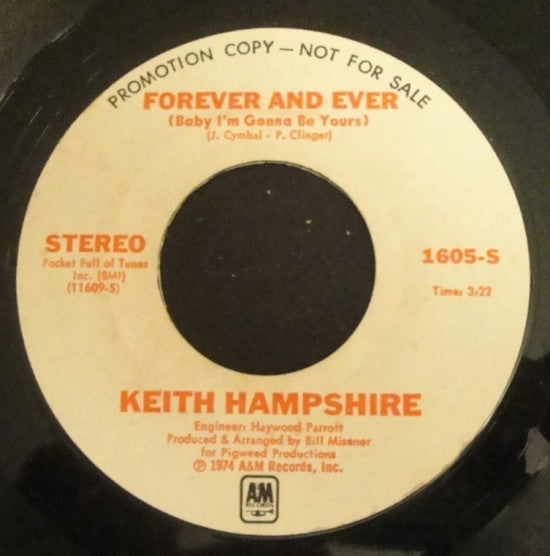 PROMOTION COPY — NOT FOR SALE
FOREVER AND EVER
(Baby I'm Gonna Be Yours)
(J. Cymbal - P. Clinger)
STEREO
Pocket Full of Tunes
Inc. (BMI)
(11609-S)
1605-S
Time: 3:22
KEITH HAMPSHIRE
Engineer: Haywood Parrott
Produced & Arranged by Bill Misener
for Pigweed Productions
℗ 1974 A&M Records, Inc.
AM
RECORDS